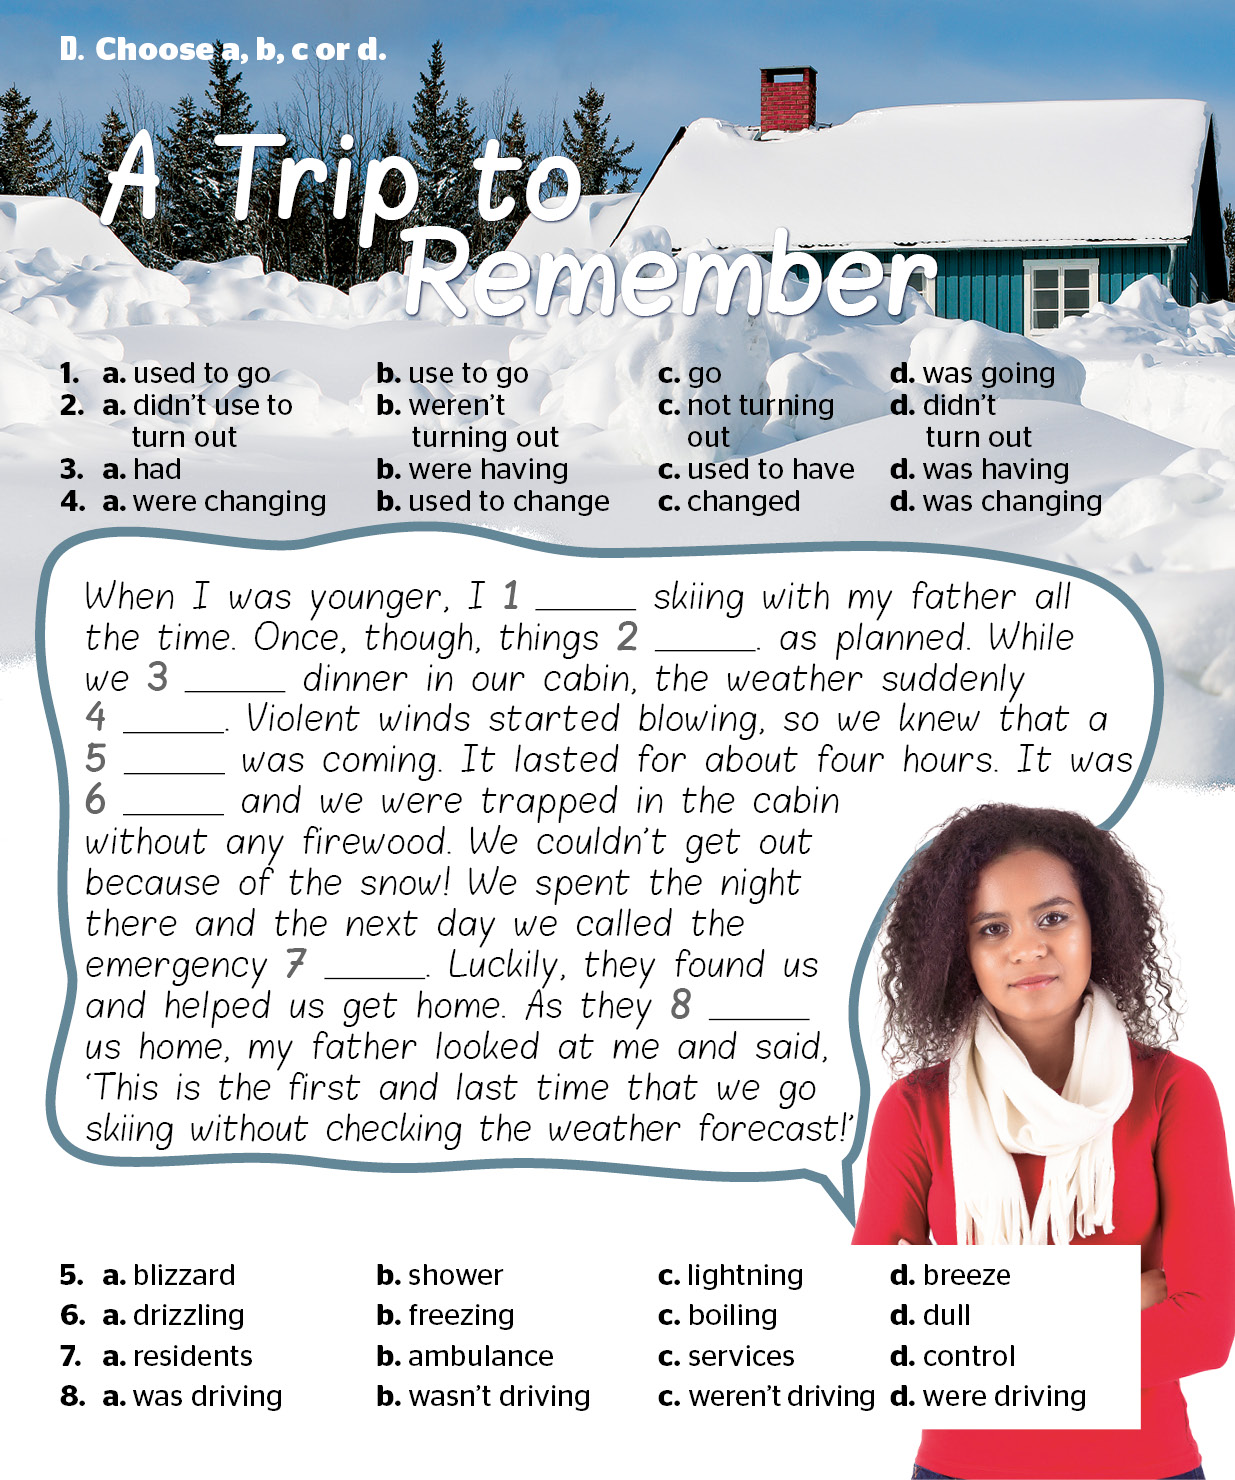 D. Choose a, b, c or d.
A Trip to
Remember
1. a. used to go b. use to go c. go d. was going
2. a. didn't use to b. weren't c. not turning d. didn't
turn out turning out out turn out
3. a. had b. were having c. used to have d. was having
4. a. were changing b. used to change c. changed d. was changing
When I was younger, I 1 ______ skiing with my father all
the time. Once, though, things 2 ______. as planned. While
we 3 ______ dinner in our cabin, the weather suddenly
4 ______. Violent winds started blowing, so we knew that a
5 ______ was coming. It lasted for about four hours. It was
6 ______ and we were trapped in the cabin
without any firewood. We couldn't get out
because of the snow! We spent the night
there and the next day we called the
emergency 7 ______. Luckily, they found us
and helped us get home. As they 8 ______
us home, my father looked at me and said,
‘This is the first and last time that we go
skiing without checking the weather forecast!’
5. a. blizzard b. shower c. lightning d. breeze
6. a. drizzling b. freezing c. boiling d. dull
7. a. residents b. ambulance c. services d. control
8. a. was driving b. wasn't driving c. weren't driving d. were driving